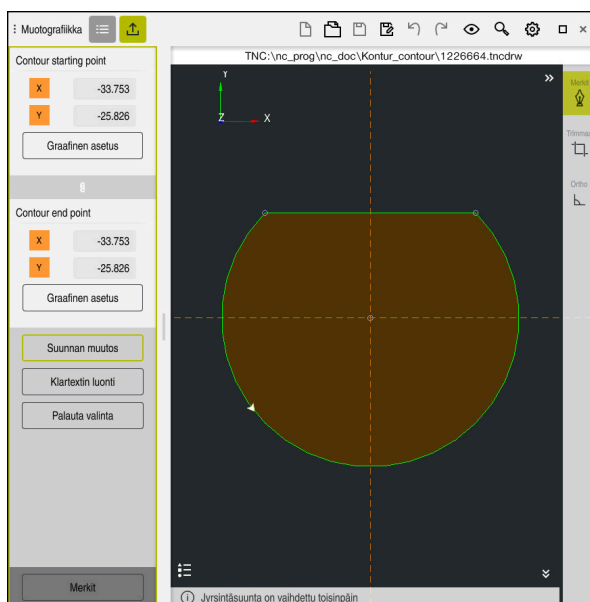 Muotografiikka
TNC:\nc_prog\nc_doc\Kontur_contour\1226664.tncdrw
Contour starting point
X -33.753
Y -25.826
Graafinen asetus
Contour end point
X -33.753
Y -25.826
Graafinen asetus
Suunnan muutos
Klartextin luonti
Palauta valinta
Merkit
Y
Z X
Jyrsintäsuunta on vaihdettu toisinpäin
Merkit
Trimmaa
Ortho